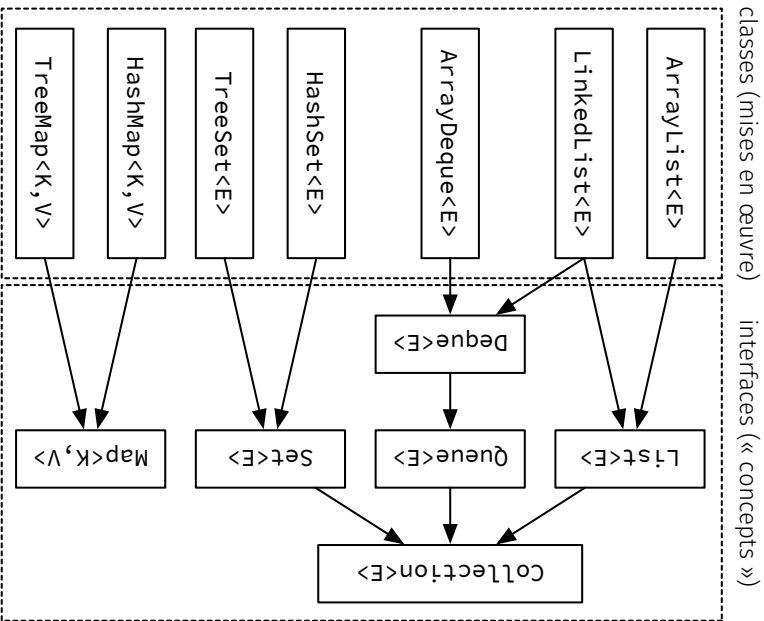 Collection<E>
List<E>
Queue<E>
Set<E>
Map<K,V>
Deque<E>
interfaces (« concepts »)
ArrayList<E>
LinkedList<E>
ArrayDeque<E>
HashSet<E>
TreeSet<E>
HashMap<K,V>
TreeMap<K,V>
classes (mises en œuvre)